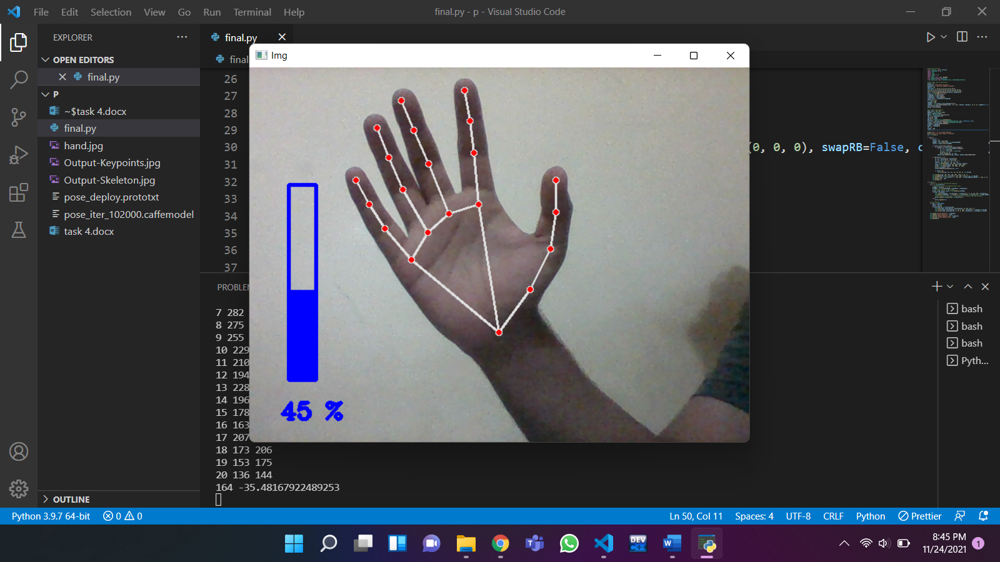 File Edit Selection View Go Run Terminal Help
final.py - p - Visual Studio Code
EXPLORER
OPEN EDITORS
final.py
P
~$task 4.docx
final.py
hand.jpg
Output-Keypoints.jpg
Output-Skeleton.jpg
pose_deploy.prototxt
pose_iter_102000.caffemodel
task 4.docx
OUTLINE
final.py
final
Img
26
27
28
29
30
(0, 0, 0), swapRB=False, c
31
32
33
34
35
36
37
45 %
PROBLEM
7 282
8 275
9 255
10 229
11 210
12 194
13 228
14 196
15 178
16 163
17 207
18 173 206
19 153 175
20 136 144
164 -35.48167922489253
bash
bash
bash
Pyth...
Python 3.9.7 64-bit
0 0
Ln 50, Col 11 Spaces: 4 UTF-8 CRLF Python Prettier
DEV
C++
8:45 PM
11/24/2021
1